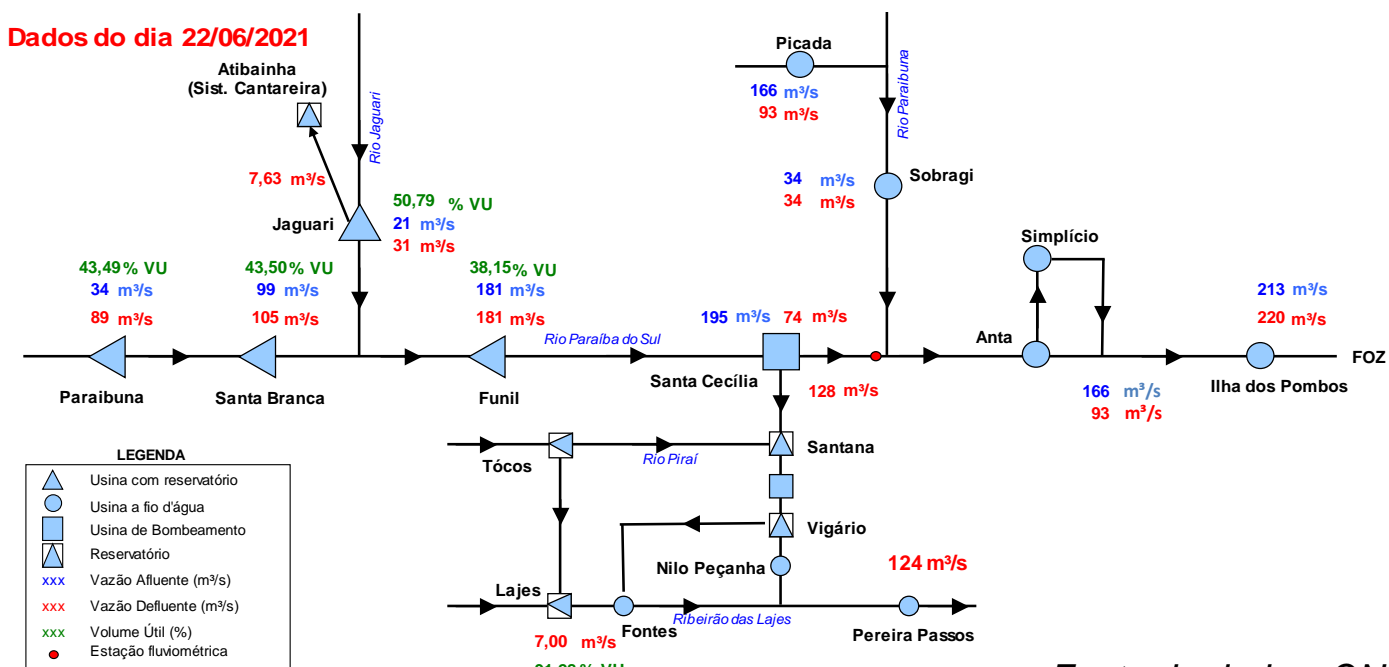 Dados do dia 22/06/2021
Atibainha
(Sist. Cantareira)
Rio Jaguari
7,63 m³/s
Jaguari
50,79 % VU
21 m³/s
31 m³/s
Picada
166 m³/s
93 m³/s
Rio Paraibuna
34 m³/s
34 m³/s
Sobragi
Simplício
43,49% VU
34 m³/s
89 m³/s
Paraibuna
43,50% VU
99 m³/s
105 m³/s
Santa Branca
38,15% VU
181 m³/s
181 m³/s
Funil
Rio Paraíba do Sul
195 m³/s 74 m³/s
Santa Cecília
128 m³/s
Anta
166 m³/s
93 m³/s
213 m³/s
220 m³/s
Ilha dos Pombos
FOZ
Tócos
Rio Piraí
Santana
Vigário
Nilo Peçanha
124 m³/s
Lajes
7,00 m³/s
Fontes
Ribeirão das Lajes
Pereira Passos
LEGENDA
Usina com reservatório
Usina a fio d'água
Usina de Bombeamento
Reservatório
xxx Vazão Afluente (m³/s)
xxx Vazão Defluente (m³/s)
xxx Volume Útil (%)
Estação fluviométrica